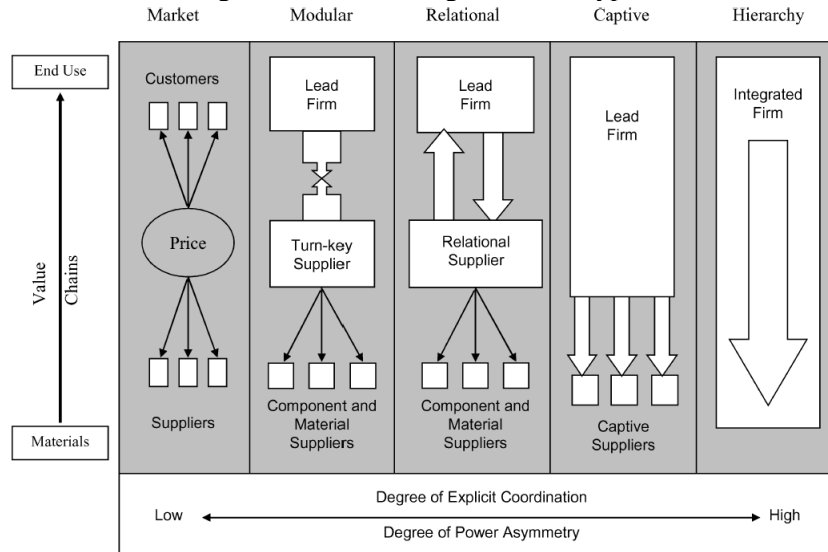 Market
Modular
Relational
Captive
Hierarchy
End Use
Value
Chains
Materials
Customers
Price
Suppliers
Lead
Firm
Turn-key
Supplier
Component and
Material
Suppliers
Lead
Firm
Relational
Supplier
Component and
Material
Suppliers
Lead
Firm
Captive
Suppliers
Integrated
Firm
Degree of Explicit Coordination
Low
High
Degree of Power Asymmetry